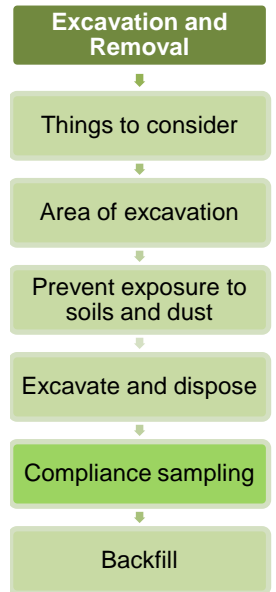 Excavation and
Removal
Things to consider
Area of excavation
Prevent exposure to
soils and dust
Excavate and dispose
Compliance sampling
Backfill